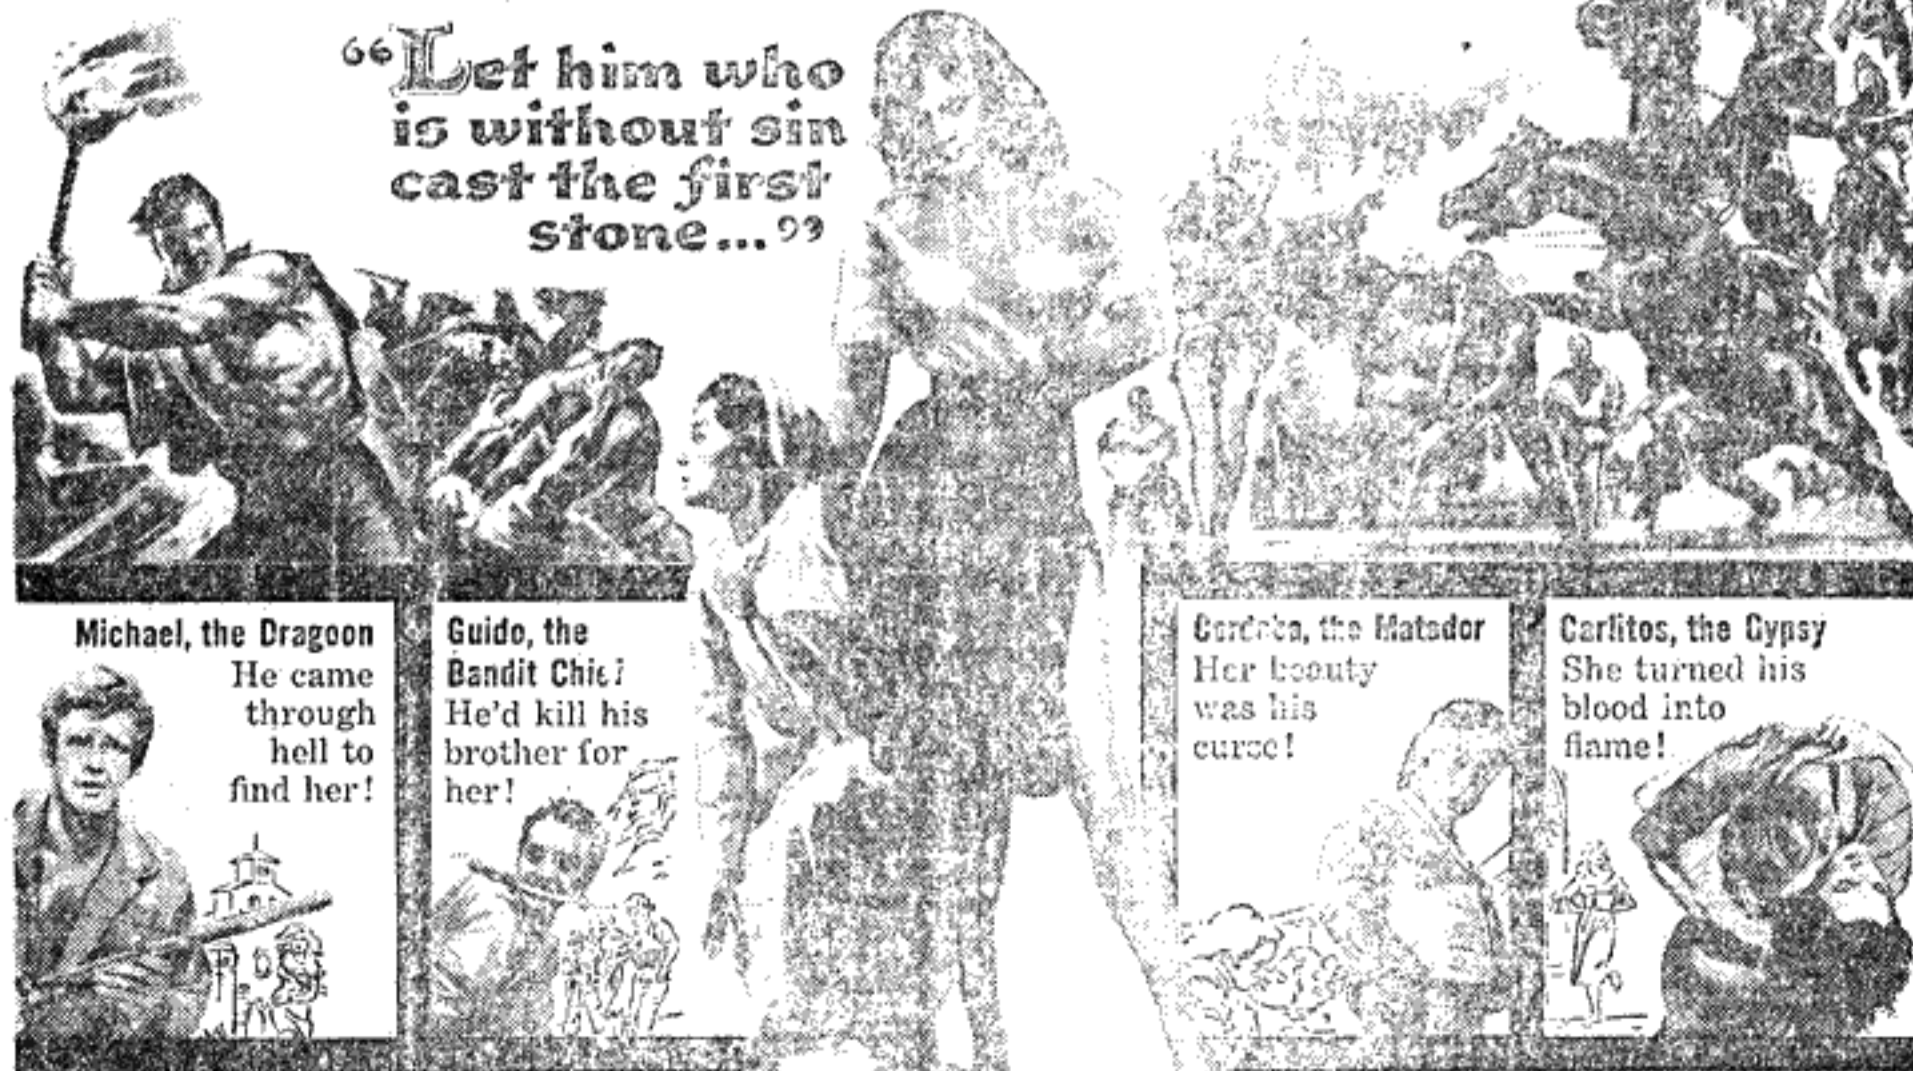 “Let him who
is without sin
cast the first
stone...”
Michael, the Dragoon
He came
through
hell to
find her!
Guido, the
Bandit Chief
He'd kill his
brother for
her!
Cordoba, the Matador
Her beauty
was his
curse!
Carlitos, the Gypsy
She turned his
blood into
flame!